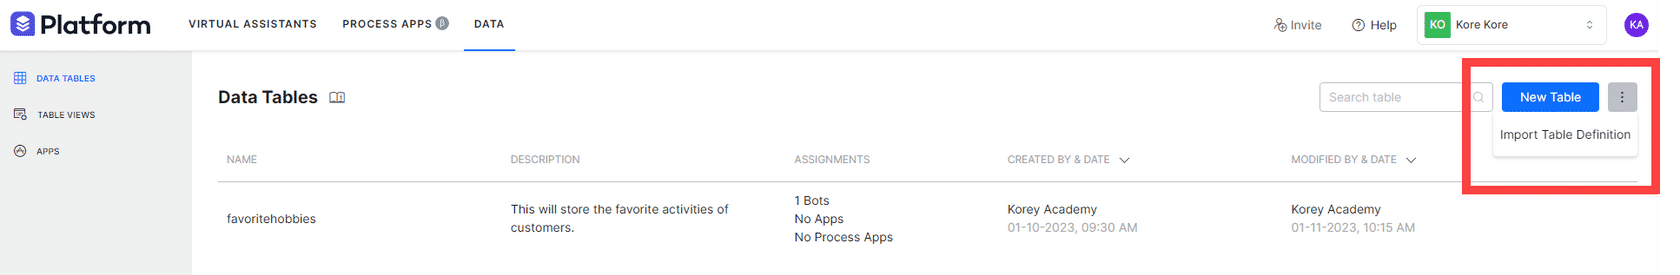 Platform
VIRTUAL ASSISTANTS
PROCESS APPS β
DATA
Invite
Help
KO Kore Kore
KA
DATA TABLES
TABLE VIEWS
APPS
Data Tables
Search table
New Table
Import Table Definition
NAME DESCRIPTION ASSIGNMENTS CREATED BY & DATE MODIFIED BY & DATE
favoritehobbies
This will store the favorite activities of
customers.
1 Bots
No Apps
No Process Apps
Korey Academy
01-10-2023, 09:30 AM
Korey Academy
01-11-2023, 10:15 AM